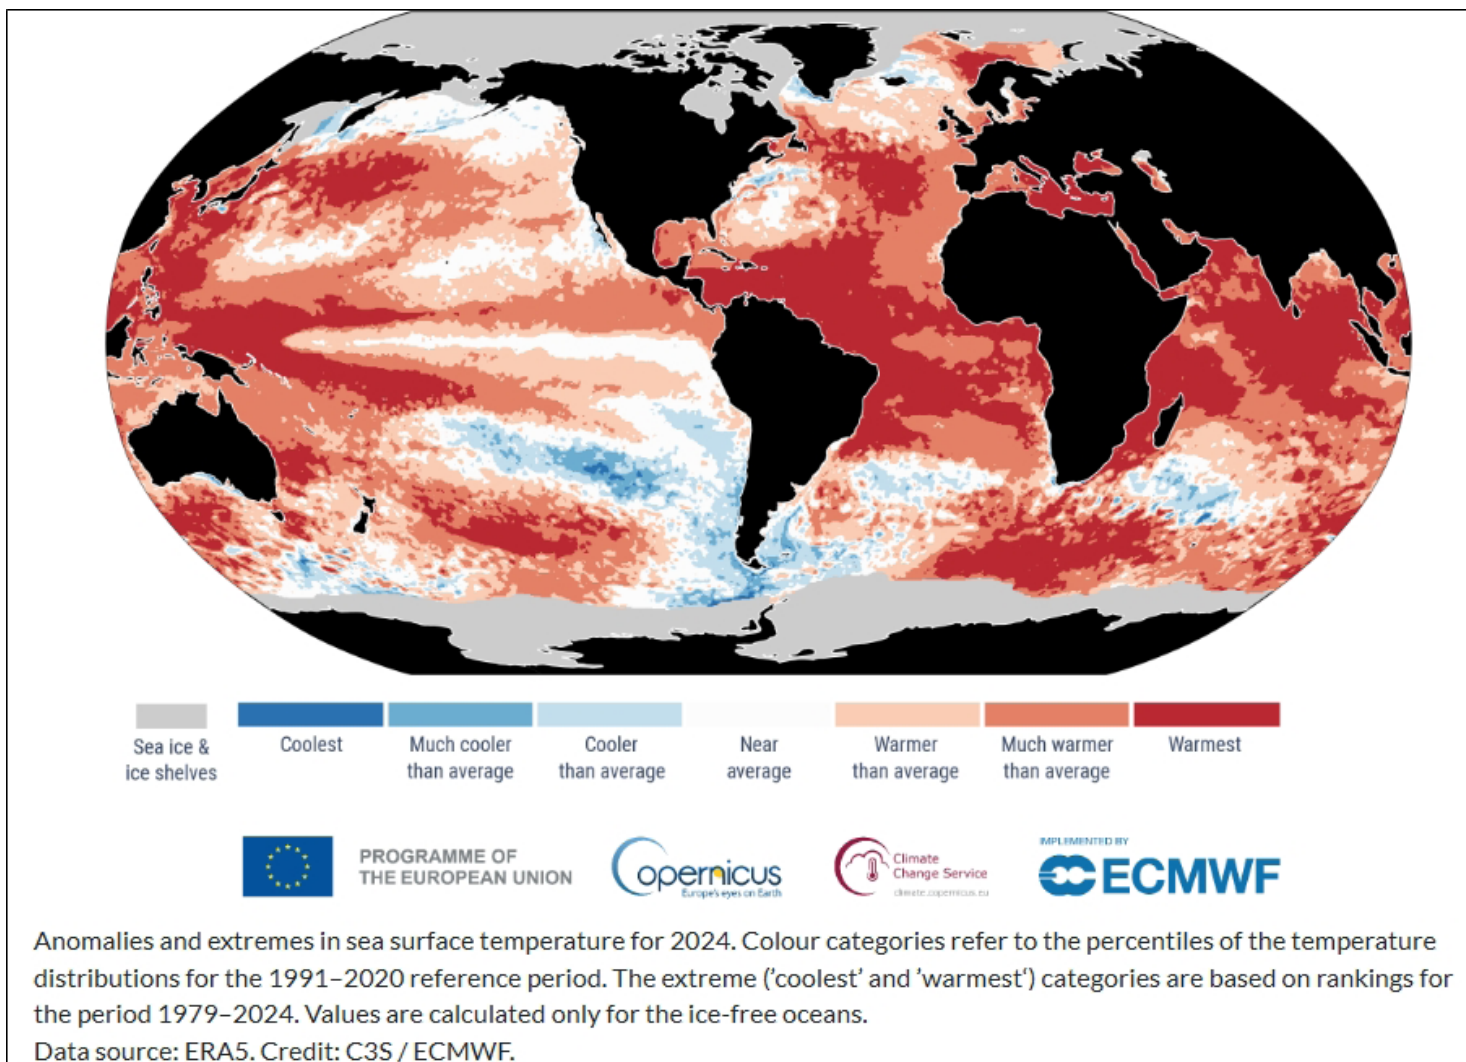 Sea ice &
ice shelves
Coolest
Much cooler
than average
Cooler
than average
Near
average
Warmer
than average
Much warmer
than average
Warmest
PROGRAMME OF
THE EUROPEAN UNION
opernicus
Europe's eyes on Earth
Climate
Change Service
climate.copernicus.eu
IMPLEMENTED BY
ECMWF
Anomalies and extremes in sea surface temperature for 2024. Colour categories refer to the percentiles of the temperature
distributions for the 1991–2020 reference period. The extreme ('coolest' and 'warmest‘) categories are based on rankings for
the period 1979–2024. Values are calculated only for the ice-free oceans.
Data source: ERA5. Credit: C3S / ECMWF.